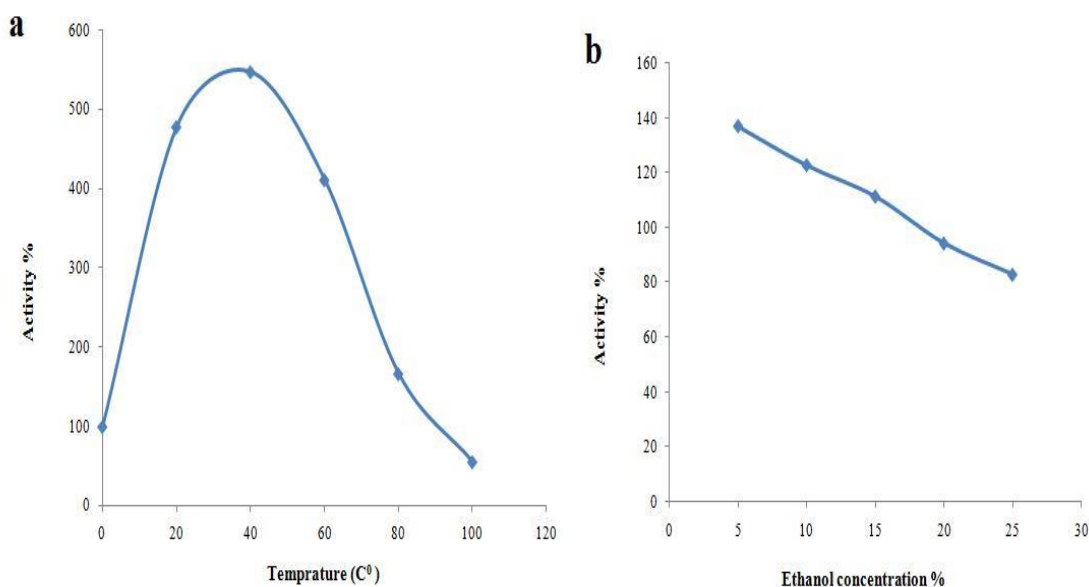 a
600
500
400
300
200
100
0
Activity %
0 20 40 60 80 100 120
Temprature (C⁰)
b
160
140
120
100
80
60
40
20
0
Activity %
0 5 10 15 20 25 30
Ethanol concentration %